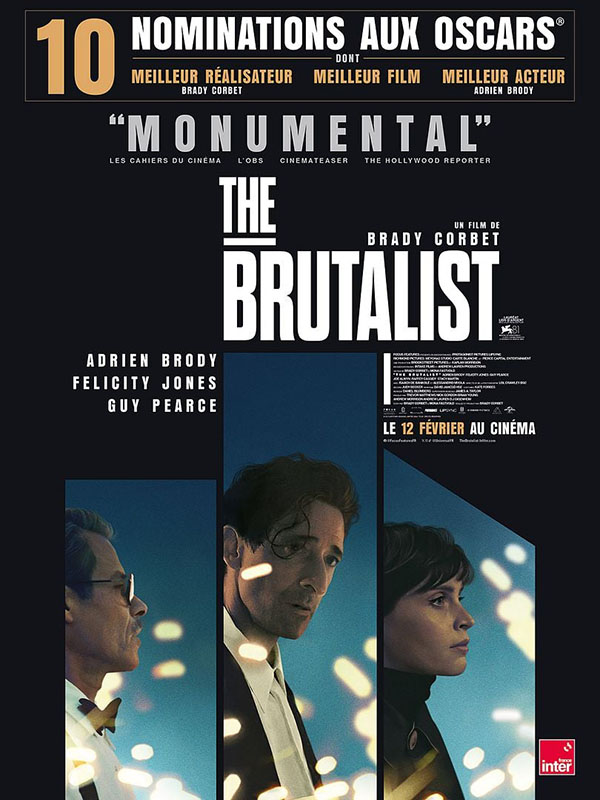 10 NOMINATIONS AUX OSCARS®
DONT
MEILLEUR RÉALISATEUR MEILLEUR FILM MEILLEUR ACTEUR
BRADY CORBET ADRIEN BRODY
“MONUMENTAL”
LES CAHIERS DU CINÉMA L'OBS CINEMATEASER THE HOLLYWOOD REPORTER
THE
UN FILM DE
BRADY CORBET
BRUTALIST
81
ADRIEN BRODY
FELICITY JONES
GUY PEARCE
LE 12 FÉVRIER AU CINÉMA
france
inter